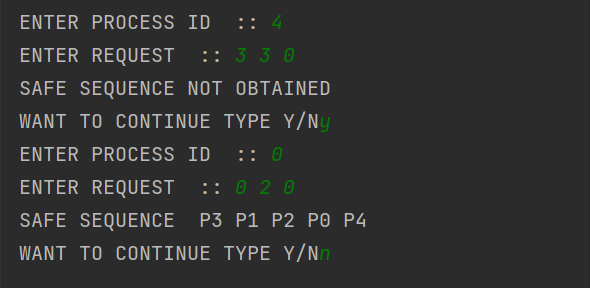 ENTER PROCESS ID  :: 4
ENTER REQUEST  :: 3 3 0
SAFE SEQUENCE NOT OBTAINED
WANT TO CONTINUE TYPE Y/Ny
ENTER PROCESS ID  :: 0
ENTER REQUEST  :: 0 2 0
SAFE SEQUENCE  P3 P1 P2 P0 P4
WANT TO CONTINUE TYPE Y/Nn